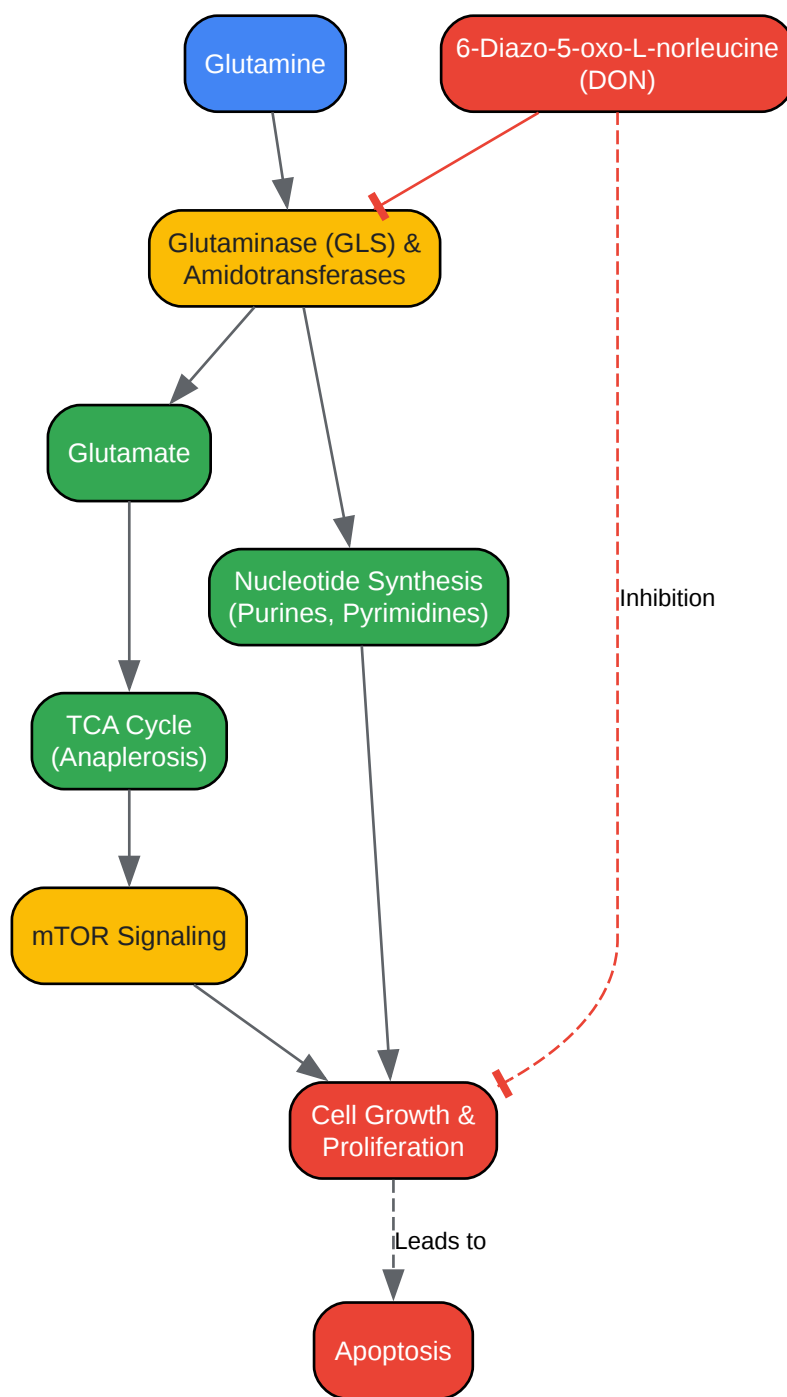 Glutamine
6-Diazo-5-oxo-L-norleucine
(DON)
Glutaminase (GLS) &
Amidotransferases
Glutamate
Nucleotide Synthesis
(Purines, Pyrimidines)
Inhibition
TCA Cycle
(Anaplerosis)
mTOR Signaling
Cell Growth &
Proliferation
Leads to
Apoptosis